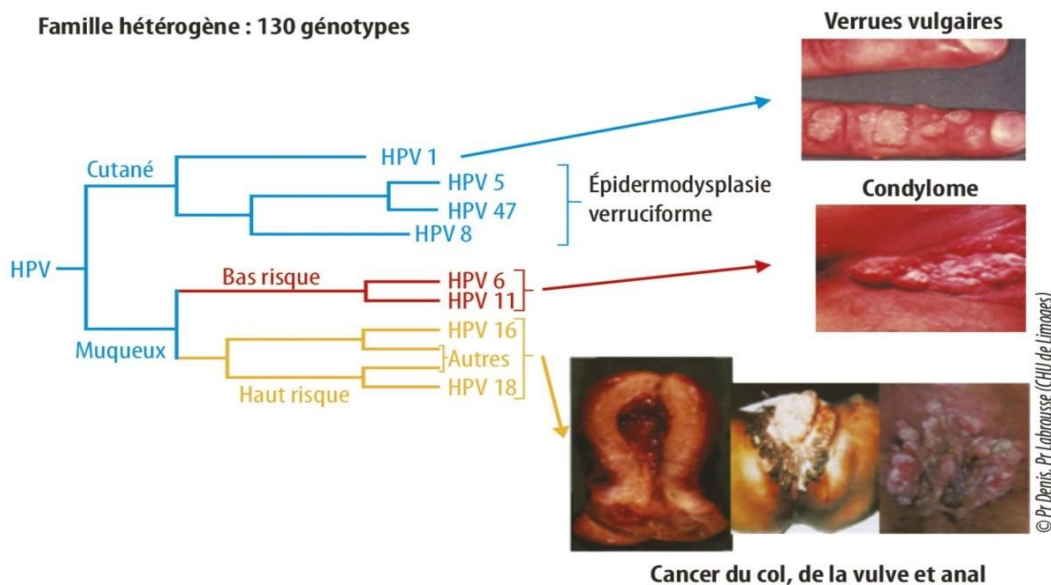 Famille hétérogène : 130 génotypes
Verrues vulgaires
Cutané
HPV 1
HPV 5
HPV 47
HPV 8
Épidermodysplasie
verruciforme
Condylome
HPV
Bas risque
HPV 6
HPV 11
Muqueux
HPV 16
Autres
HPV 18
Haut risque
© Pr Denis, Pr Labrousse (CHU de Limoges)
Cancer du col, de la vulve et anal